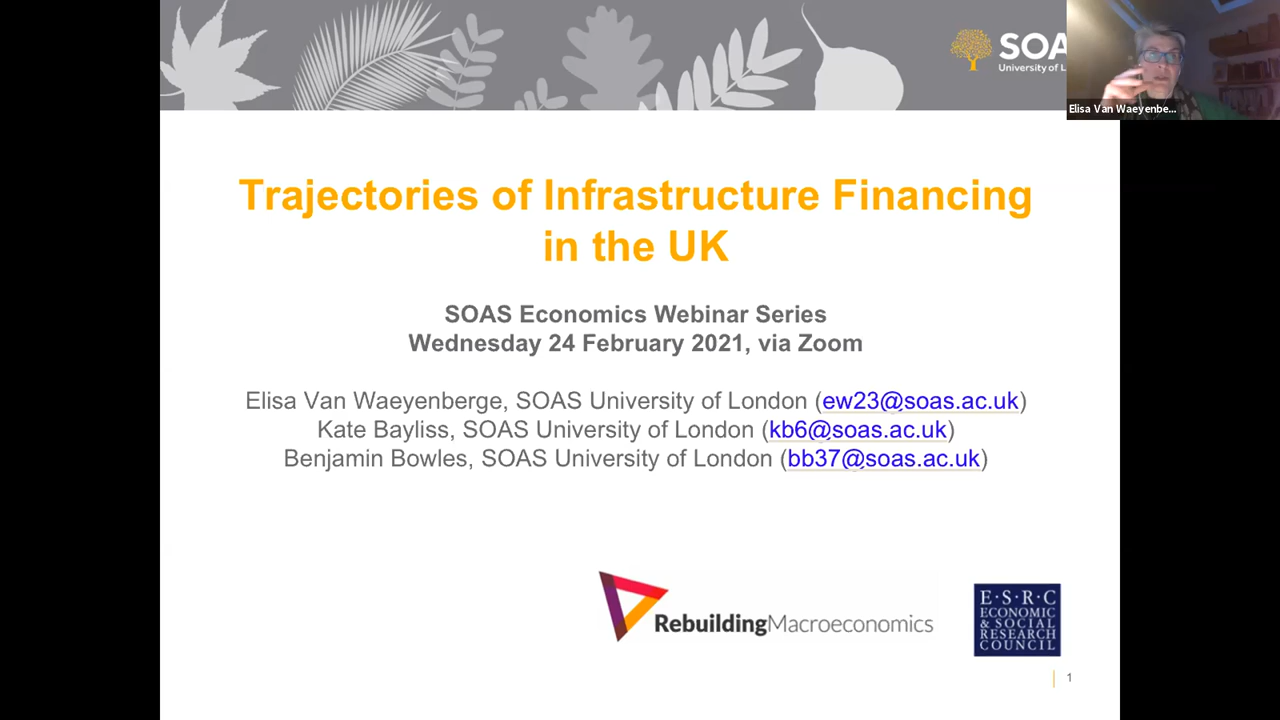 SOA
University of L
Elisa Van Waeyenbe...
Trajectories of Infrastructure Financing
in the UK
SOAS Economics Webinar Series
Wednesday 24 February 2021, via Zoom
Elisa Van Waeyenberge, SOAS University of London (ew23@soas.ac.uk)
Kate Bayliss, SOAS University of London (kb6@soas.ac.uk)
Benjamin Bowles, SOAS University of London (bb37@soas.ac.uk)
RebuildingMacroeconomics
E·S·R·C
ECONOMIC
& SOCIAL
RESEARCH
COUNCIL
1